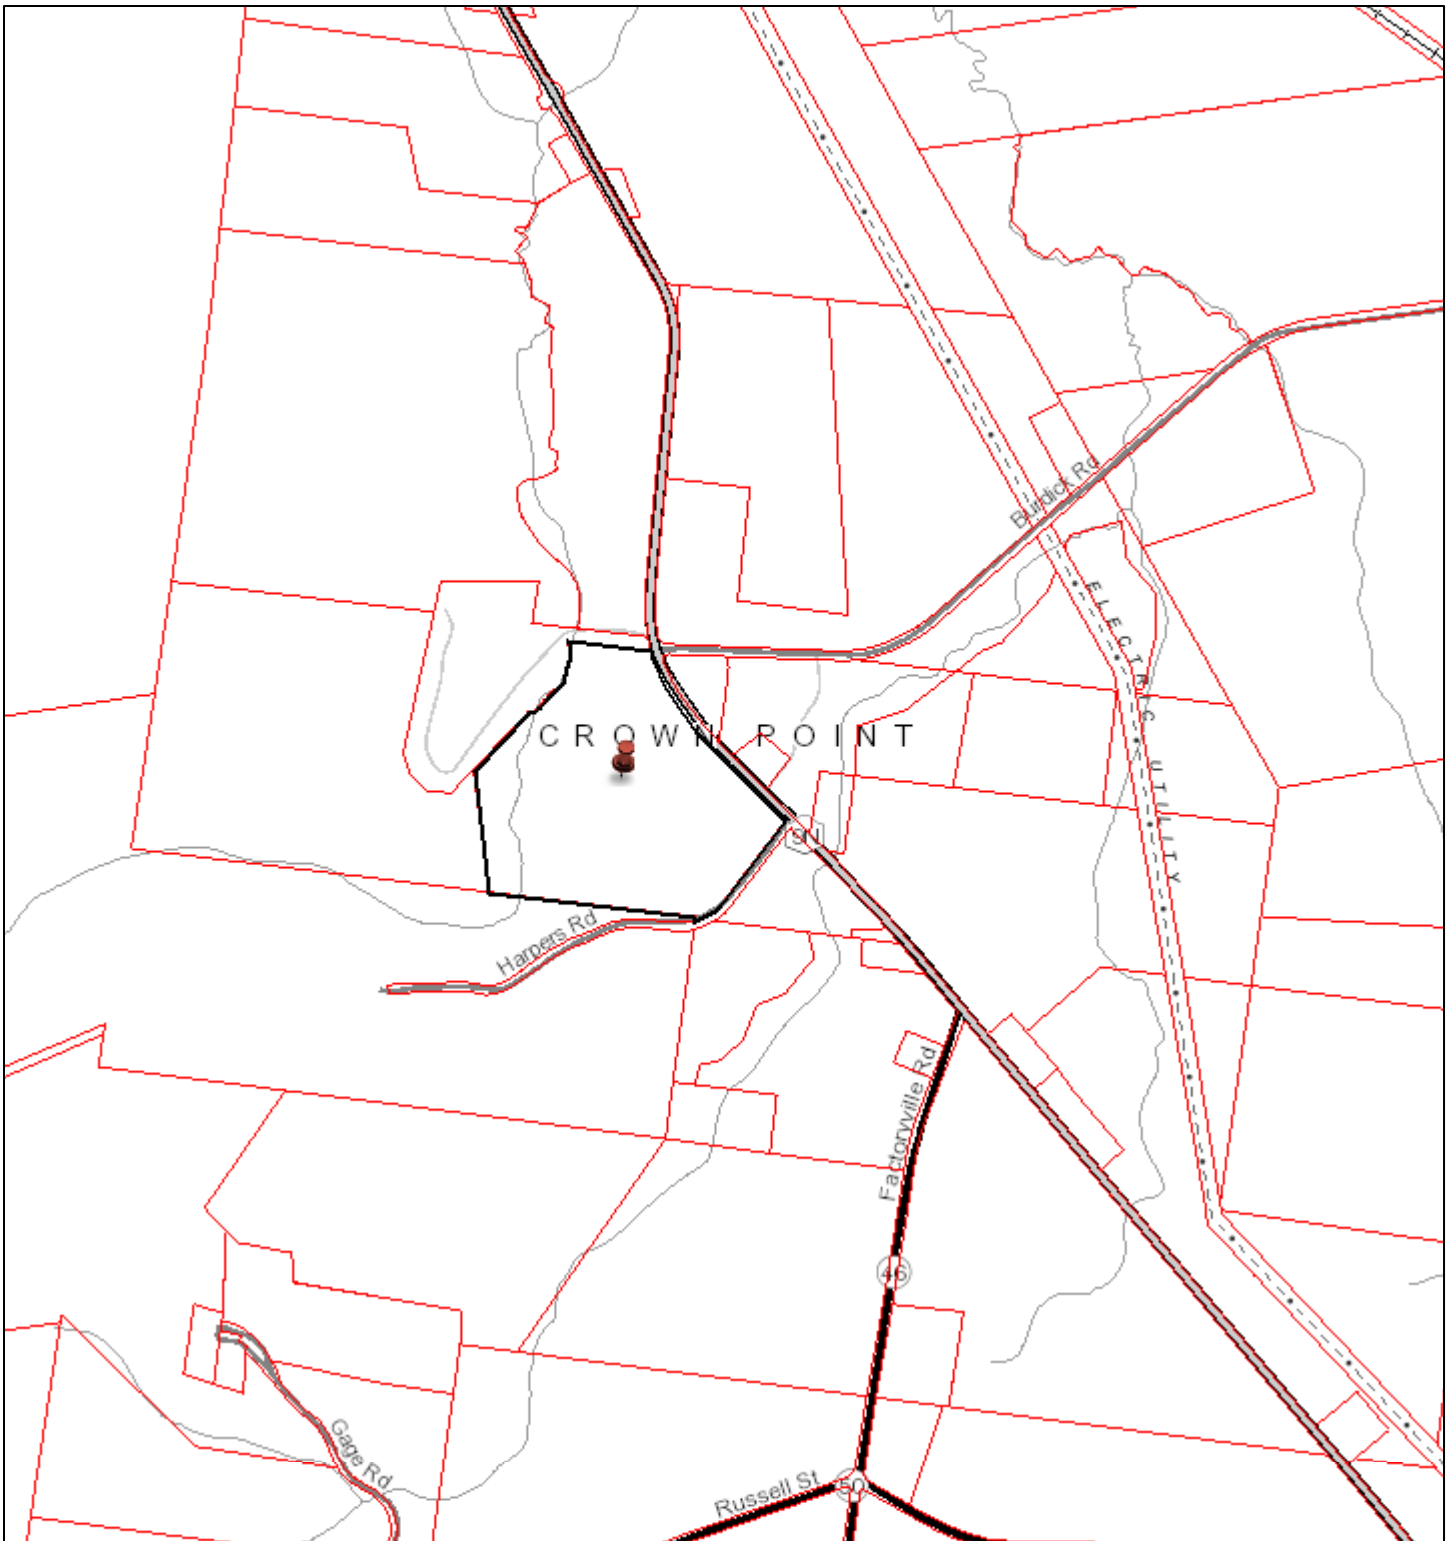 Burdick Rd
ELECTRIC UTILITY
CROWN POINT
Harpers Rd
Factoryville Rd
46
Gage Rd
Russell St
50